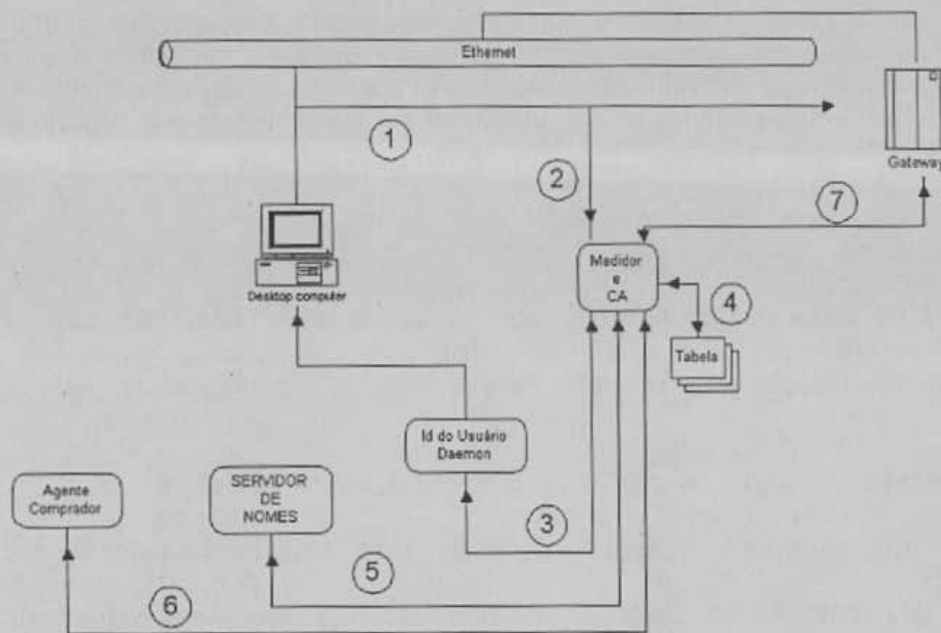 Ethernet
1
Gateway
2
7
Medidor
e
CA
Desktop computer
4
Tabela
Id do Usuário
Daemon
Agente
Comprador
SERVIDOR
DE
NOMES
3
5
6